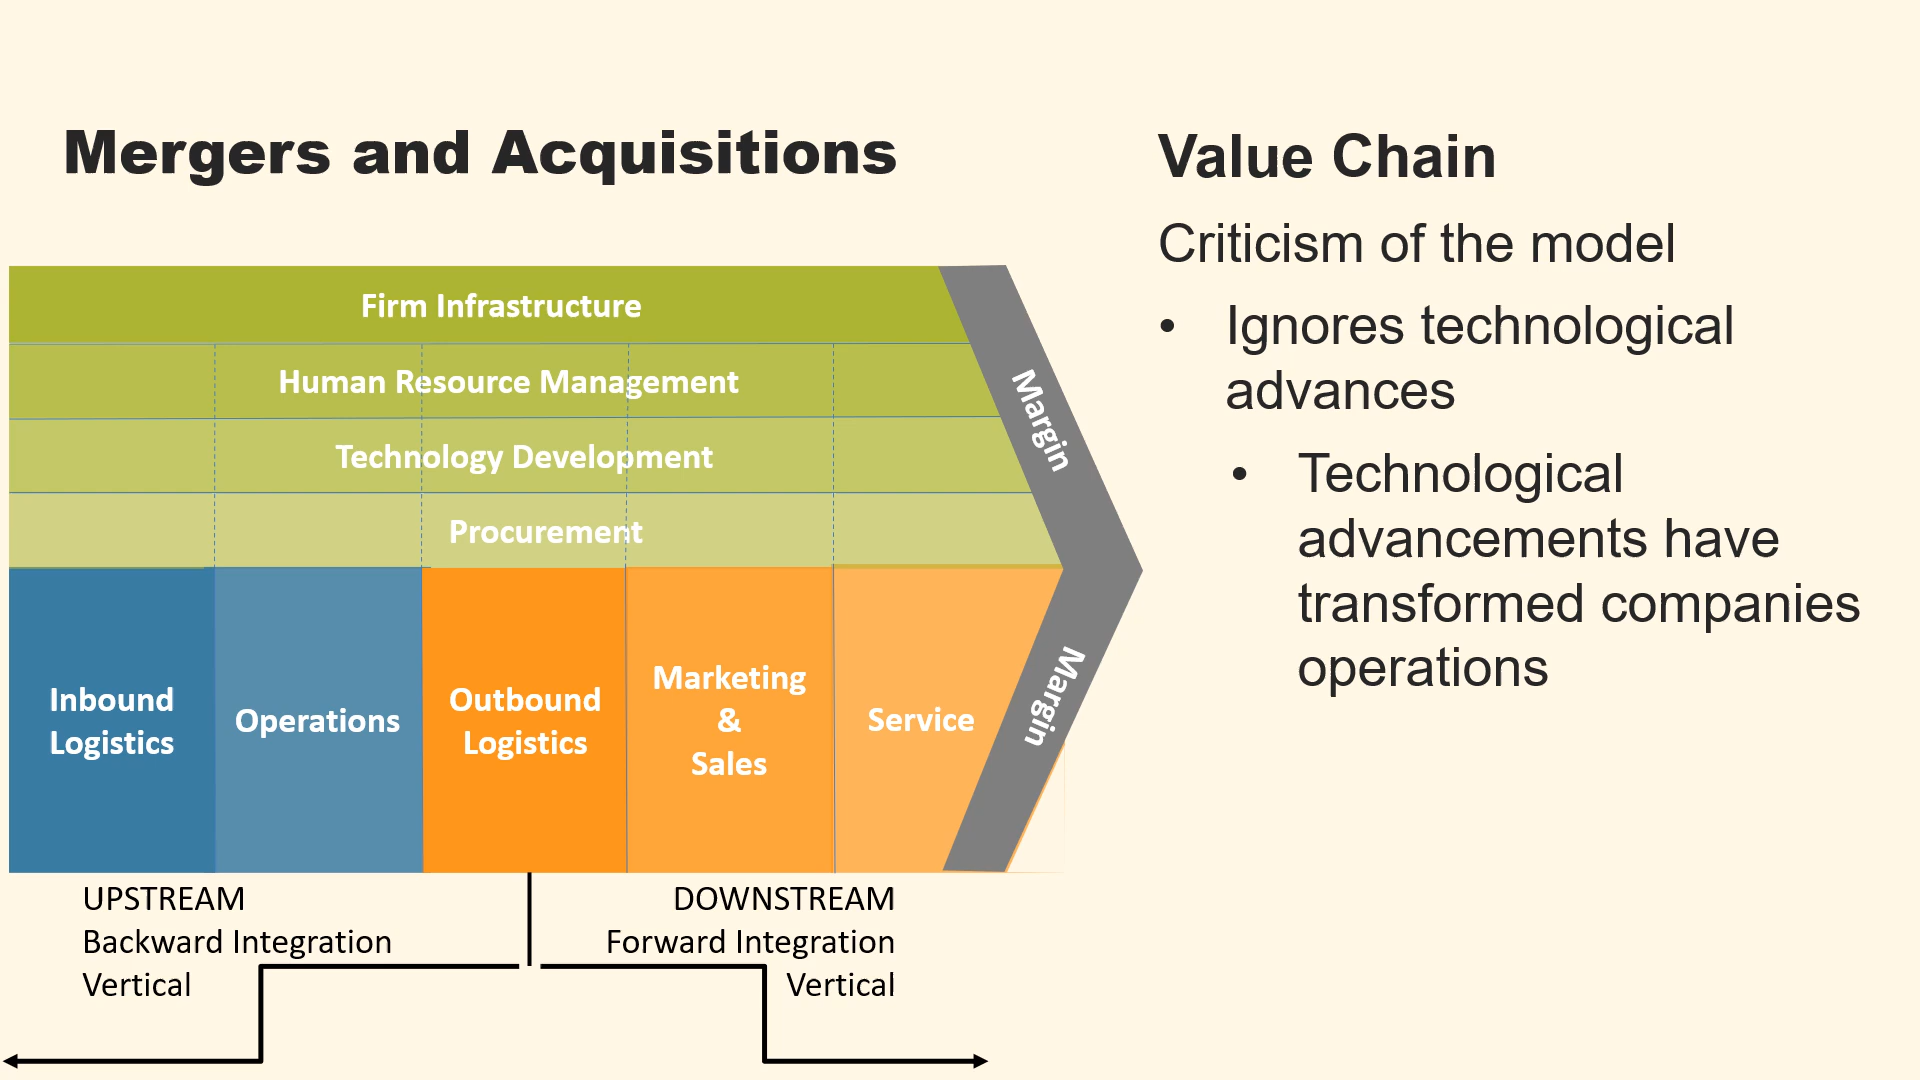 Mergers and Acquisitions
Firm Infrastructure
Human Resource Management
Technology Development
Procurement
Margin
Inbound
Logistics
Operations
Outbound
Logistics
Marketing
&
Sales
Service
Margin
UPSTREAM
Backward Integration
Vertical
DOWNSTREAM
Forward Integration
Vertical
Value Chain
Criticism of the model
• Ignores technological
advances
• Technological
advancements have
transformed companies
operations